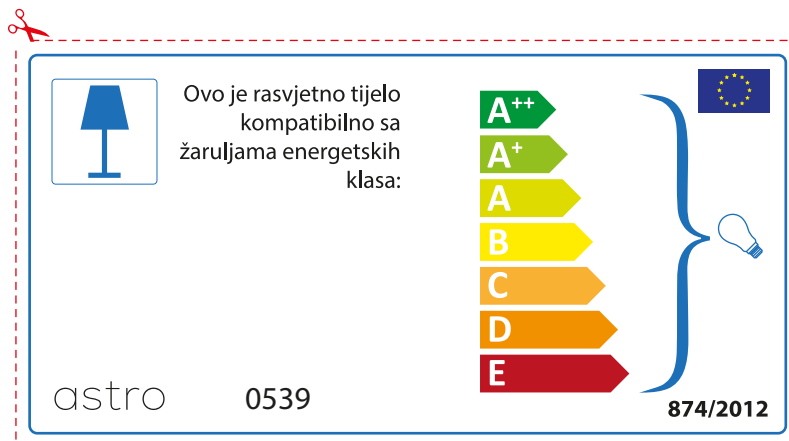 Ovo je rasvjetno tijelo
kompatibilno sa
žaruljama energetskih
klasa:
A++
A+
A
B
C
D
E
astro
0539
874/2012